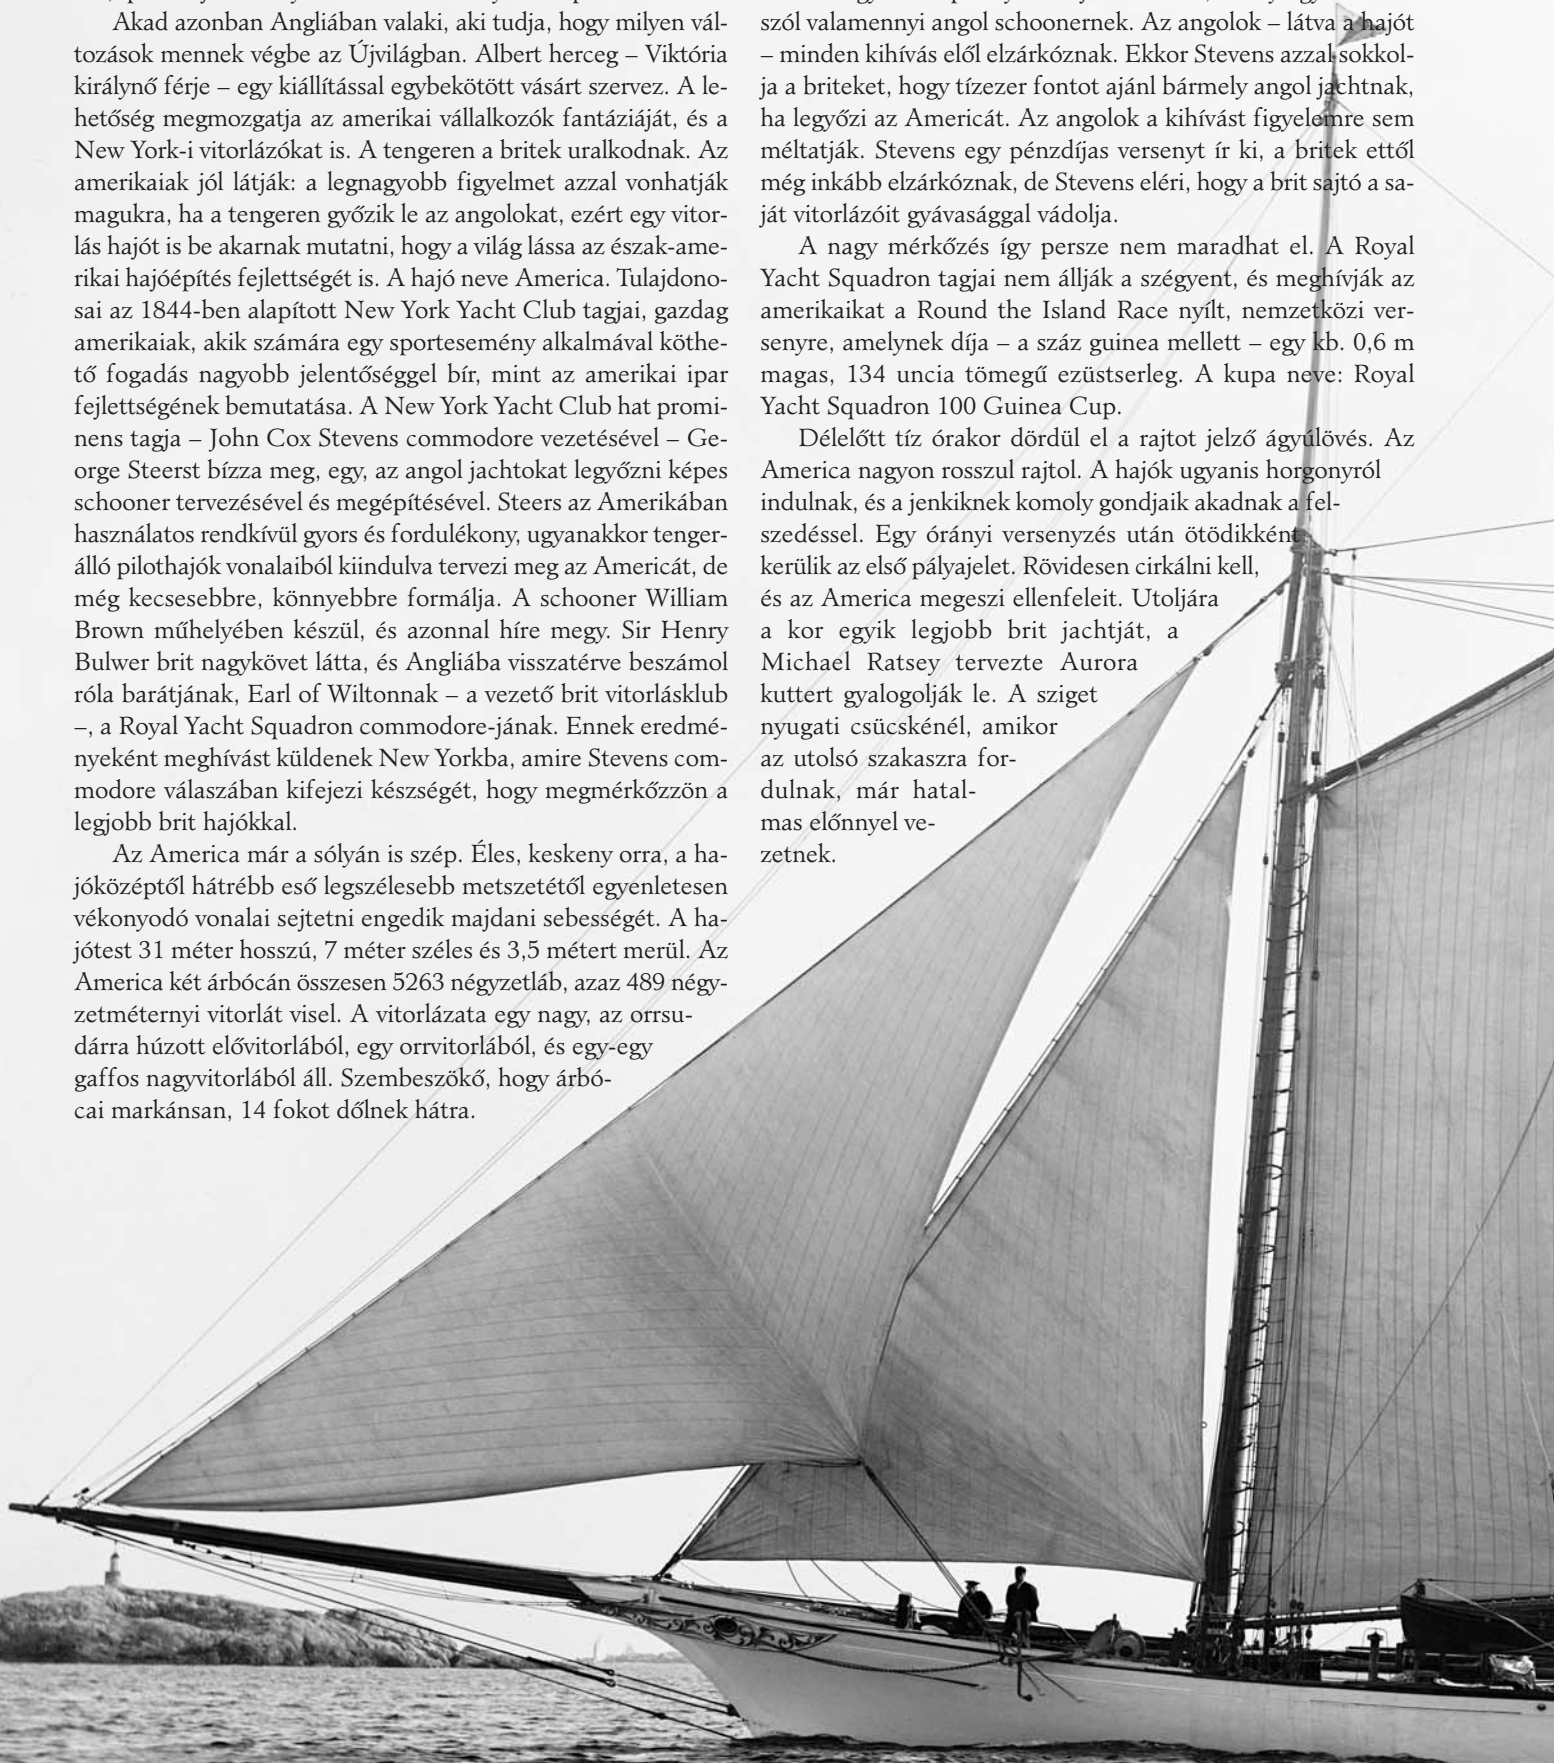 Akad azonban Angliában valaki, aki tudja, hogy milyen vál-
tozások mennek végbe az Újvilágban. Albert herceg – Viktória
királynő férje – egy kiállítással egybekötött vásárt szervez. A le-
hetőség megmozgatja az amerikai vállalkozók fantáziáját, és a
New York-i vitorlázókat is. A tengeren a britek uralkodnak. Az
amerikaiak jól látják: a legnagyobb figyelmet azzal vonhatják
magukra, ha a tengeren győzik le az angolokat, ezért egy vitor-
lás hajót is be akarnak mutatni, hogy a világ lássa az észak-ame-
rikai hajóépítés fejlettségét is. A hajó neve America. Tulajdono-
sai az 1844-ben alapított New York Yacht Club tagjai, gazdag
amerikaiak, akik számára egy sportesemény alkalmával köthe-
tő fogadás nagyobb jelentőséggel bír, mint az amerikai ipar
fejlettségének bemutatása. A New York Yacht Club hat promi-
nens tagja – John Cox Stevens commodore vezetésével – Ge-
orge Steerst bízza meg, egy, az angol jachtokat legyőzni képes
schooner tervezésével és megépítésével. Steers az Amerikában
használatos rendkívül gyors és fordulékony, ugyanakkor tenger-
álló pilothajók vonalaiból kiindulva tervezi meg az Americát, de
még kecsesebbre, könnyebbre formálja. A schooner William
Brown műhelyében készül, és azonnal híre megy. Sir Henry
Bulwer brit nagykövet látta, és Angliába visszatérve beszámol
róla barátjának, Earl of Wiltonnak – a vezető brit vitorlásklub
–, a Royal Yacht Squadron commodore-jának. Ennek eredmé-
nyeként meghívást küldenek New Yorkba, amire Stevens com-
modore válaszában kifejezi készségét, hogy megmérkőzzön a
legjobb brit hajókkal.
Az America már a sólyán is szép. Éles, keskeny orra, a ha-
jóközéptől hátrébb eső legszélesebb metszetétől egyenletesen
vékonyodó vonalai sejtetni engedik majdani sebességét. A ha-
jótest 31 méter hosszú, 7 méter széles és 3,5 métert merül. Az
America két árbócán összesen 5263 négyzetláb, azaz 489 négy-
zetméternyi vitorlát visel. A vitorlázata egy nagy, az orrsu-
dárra húzott elővitorlából, egy orrvitorlából, és egy-egy
gaffos nagyvitorlából áll. Szembeszökő, hogy árbó-
cai markánsan, 14 fokot dőlnek hátra.
szól valamennyi angol schoonernek. Az angolok – látva a hajót
– minden kihívás elől elzárkóznak. Ekkor Stevens azzal sokkol-
ja a briteket, hogy tízezer fontot ajánl bármely angol jachtnak,
ha legyőzi az Americát. Az angolok a kihívást figyelemre sem
méltatják. Stevens egy pénzdíjas versenyt ír ki, a britek ettől
még inkább elzárkóznak, de Stevens eléri, hogy a brit sajtó a sa-
ját vitorlázóit gyávasággal vádolja.
A nagy mérkőzés így persze nem maradhat el. A Royal
Yacht Squadron tagjai nem állják a szégyent, és meghívják az
amerikaikat a Round the Island Race nyílt, nemzetközi ver-
senyre, amelynek díja – a száz guinea mellett – egy kb. 0,6 m
magas, 134 uncia tömegű ezüstserleg. A kupa neve: Royal
Yacht Squadron 100 Guinea Cup.
Délelőtt tíz órakor dördül el a rajtot jelző ágyúlövés. Az
America nagyon rosszul rajtol. A hajók ugyanis horgonyról
indulnak, és a jenkiknek komoly gondjaik akadnak a fel-
szedéssel. Egy órányi versenyzés után ötödikként
kerülik az első pályajelet. Rövidesen cirkálni kell,
és az America megeszi ellenfeleit. Utoljára
a kor egyik legjobb brit jachtját, a
Michael Ratsey tervezte Aurora
kuttert gyalogolják le. A sziget
nyugati csücskénél, amikor
az utolsó szakaszra for-
dulnak, már hatal-
mas előnnyel ve-
zetnek.